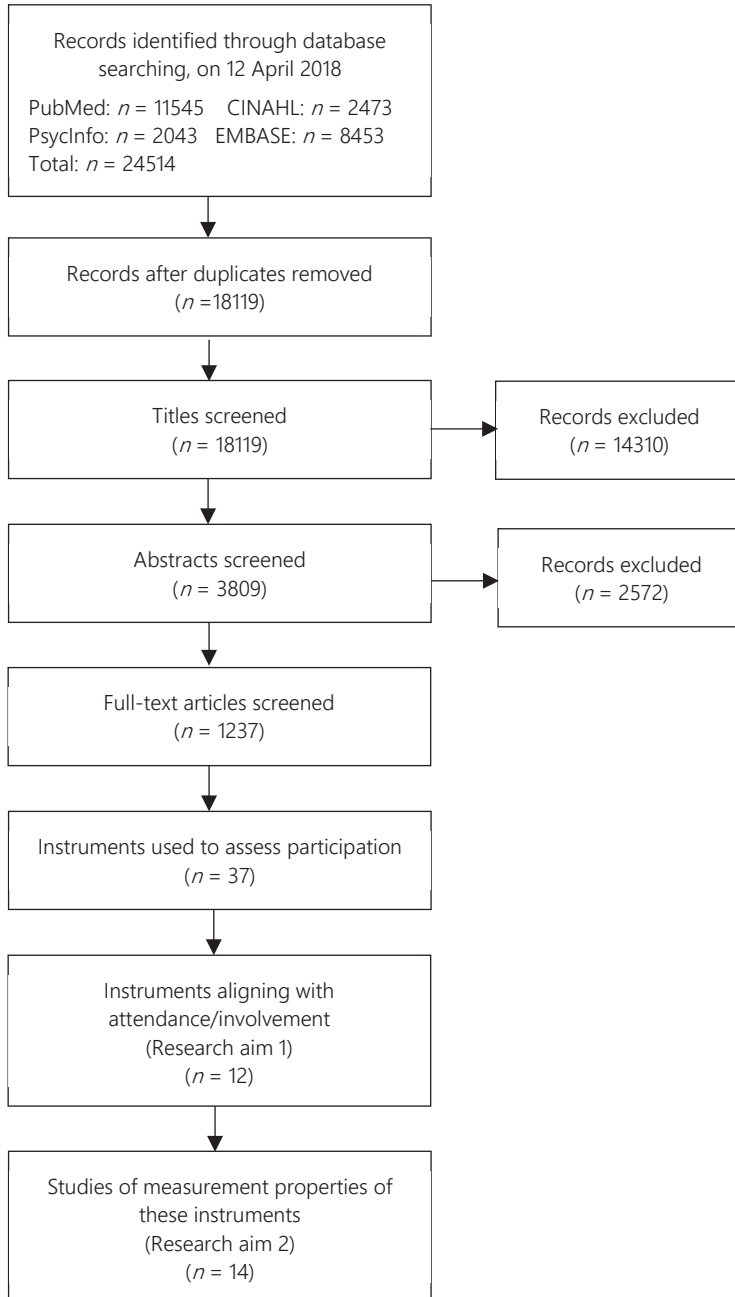 Records identified through database
searching, on 12 April 2018
PubMed: n = 11545 CINAHL: n = 2473
PsycInfo: n = 2043 EMBASE: n = 8453
Total: n = 24514
Records after duplicates removed
(n =18119)
Titles screened
(n = 18119)
Records excluded
(n = 14310)
Abstracts screened
(n = 3809)
Records excluded
(n = 2572)
Full-text articles screened
(n = 1237)
Instruments used to assess participation
(n = 37)
Instruments aligning with
attendance/involvement
(Research aim 1)
(n = 12)
Studies of measurement properties of
these instruments
(Research aim 2)
(n = 14)